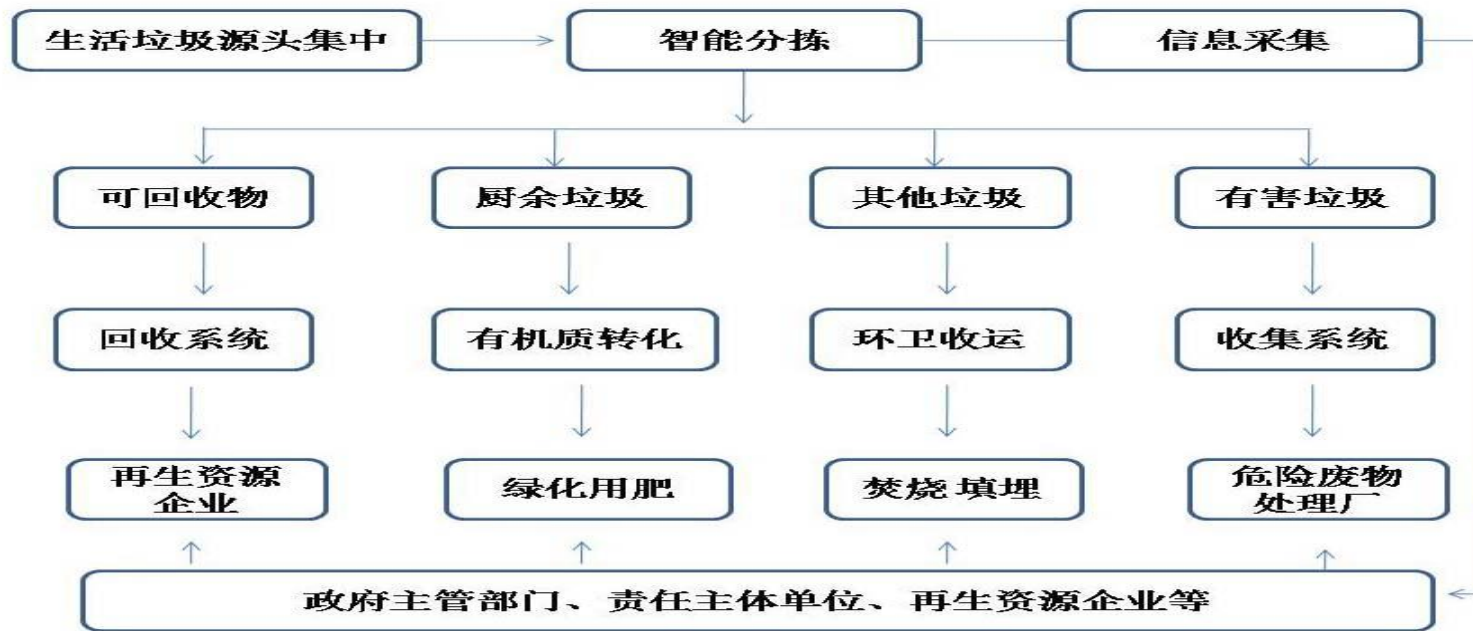 生活垃圾源头集中
智能分拣
信息采集
可回收物
厨余垃圾
其他垃圾
有害垃圾
回收系统
有机质转化
环卫收运
收集系统
再生资源
企业
绿化用肥
焚烧填埋
危险废物
处理厂
政府主管部门、责任主体单位、再生资源企业等